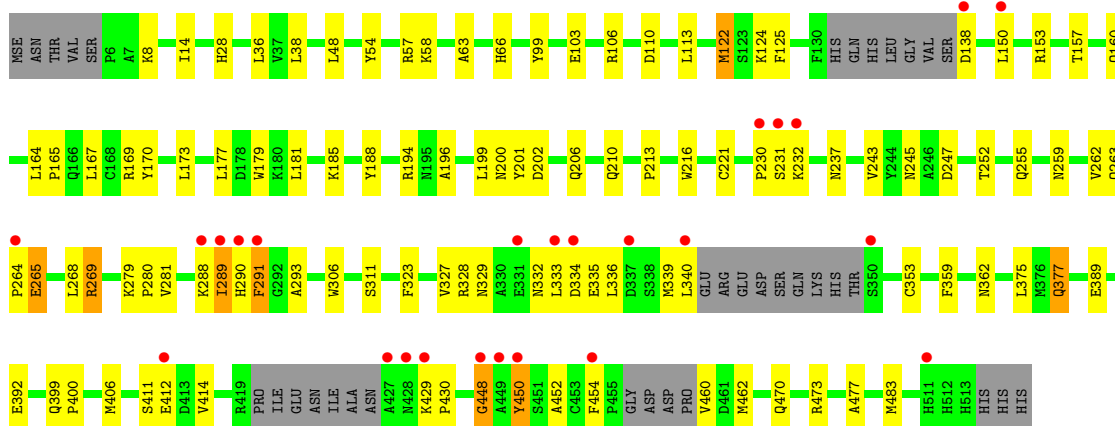 MSE ASN THR VAL SER P6 A7 K8 I14 H28 L36 V37 L38 L48 Y54 R57 K58 A63 H66 Y99 E103 R106 D110 L113 M122 S123 K124 F125 F130 HIS GLN HIS LEU GLY VAL SER D138 L150 R153 T157 Q160
L164 P165 Q166 L167 C168 R169 Y170 L173 L177 D178 W179 K180 L181 K185 Y188 R194 N195 A196 L199 N200 Y201 D202 Q206 Q210 P213 W216 C221 P230 S231 K232 N237 V243 Y244 N245 A246 D247 T252 Q255 N259 V262 Q263
P264 E265 L268 R269 K279 P280 V281 K288 I289 H290 F291 G292 A293 W306 S311 F323 V327 R328 N329 A330 E331 N332 L333 D334 E335 L336 D337 S338 M339 L340 GLU ARG GLU ASP SER GLN LYS HIS THR S350 C353 F359 N362 L375 M376 Q377 E389
E392 Q399 P400 M406 S411 E412 D413 V414 R419 PRO ILE GLU ASN ILE ALA ASN A427 N428 K429 P430 G448 A449 Y450 S451 A452 C453 F454 P455 GLY ASP ASP PRO V460 D461 M462 Q470 R473 A477 M483 H511 H512 H513 HIS HIS HIS